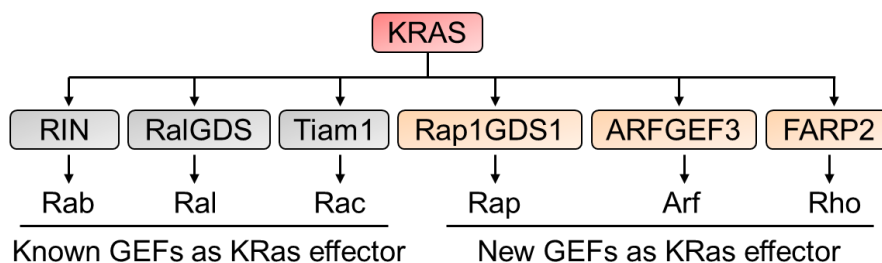 KRAS
RIN RalGDS Tiam1 Rap1GDS1 ARFGEF3 FARP2
Rab Ral Rac Rap Arf Rho
Known GEFs as KRas effector New GEFs as KRas effector